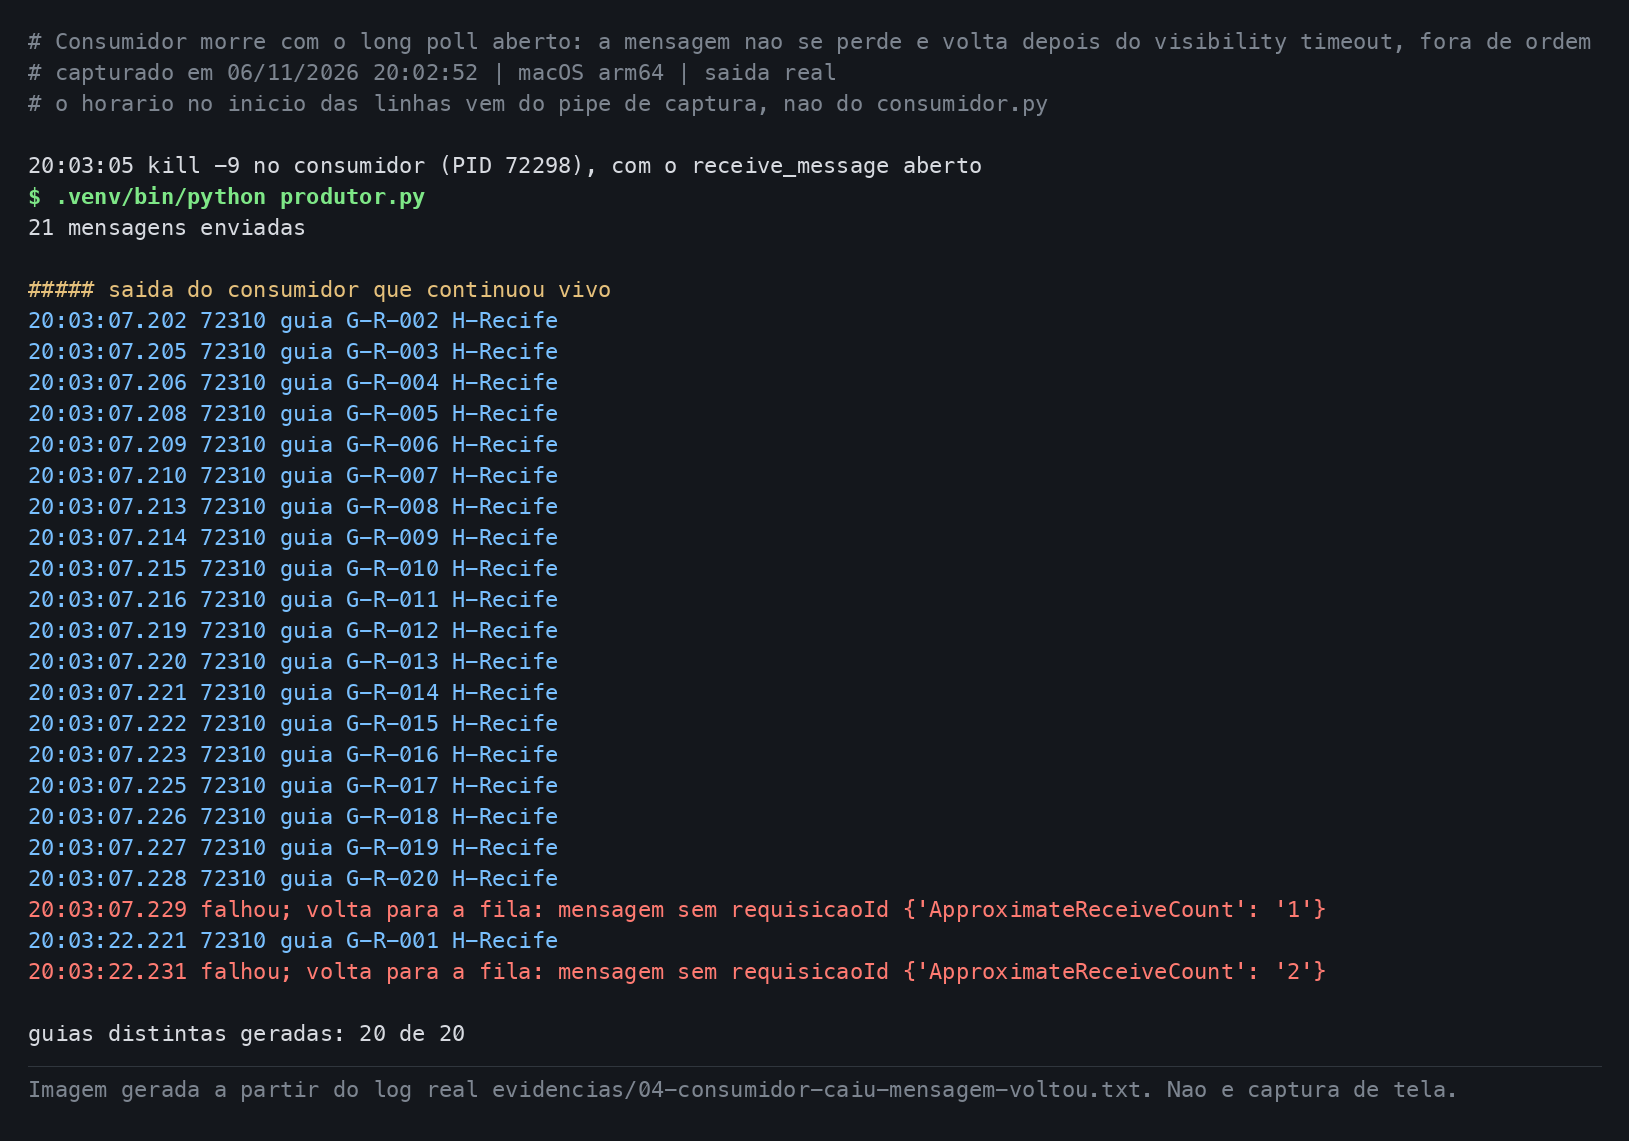 # Consumidor morre com o long poll aberto: a mensagem nao se perde e volta depois do visibility timeout, fora de ordem
# capturado em 06/11/2026 20:02:52 | macOS arm64 | saida real
# o horario no inicio das linhas vem do pipe de captura, nao do consumidor.py
20:03:05 kill -9 no consumidor (PID 72298), com o receive_message aberto
$ .venv/bin/python produtor.py
21 mensagens enviadas
##### saida do consumidor que continuou vivo
20:03:07.202 72310 guia G-R-002 H-Recife
20:03:07.205 72310 guia G-R-003 H-Recife
20:03:07.206 72310 guia G-R-004 H-Recife
20:03:07.208 72310 guia G-R-005 H-Recife
20:03:07.209 72310 guia G-R-006 H-Recife
20:03:07.210 72310 guia G-R-007 H-Recife
20:03:07.213 72310 guia G-R-008 H-Recife
20:03:07.214 72310 guia G-R-009 H-Recife
20:03:07.215 72310 guia G-R-010 H-Recife
20:03:07.216 72310 guia G-R-011 H-Recife
20:03:07.219 72310 guia G-R-012 H-Recife
20:03:07.220 72310 guia G-R-013 H-Recife
20:03:07.221 72310 guia G-R-014 H-Recife
20:03:07.222 72310 guia G-R-015 H-Recife
20:03:07.223 72310 guia G-R-016 H-Recife
20:03:07.225 72310 guia G-R-017 H-Recife
20:03:07.226 72310 guia G-R-018 H-Recife
20:03:07.227 72310 guia G-R-019 H-Recife
20:03:07.228 72310 guia G-R-020 H-Recife
20:03:07.229 falhou; volta para a fila: mensagem sem requisicaoId {'ApproximateReceiveCount': '1'}
20:03:22.221 72310 guia G-R-001 H-Recife
20:03:22.231 falhou; volta para a fila: mensagem sem requisicaoId {'ApproximateReceiveCount': '2'}
guias distintas geradas: 20 de 20
Imagem gerada a partir do log real evidencias/04-consumidor-caiu-mensagem-voltou.txt. Nao e captura de tela.